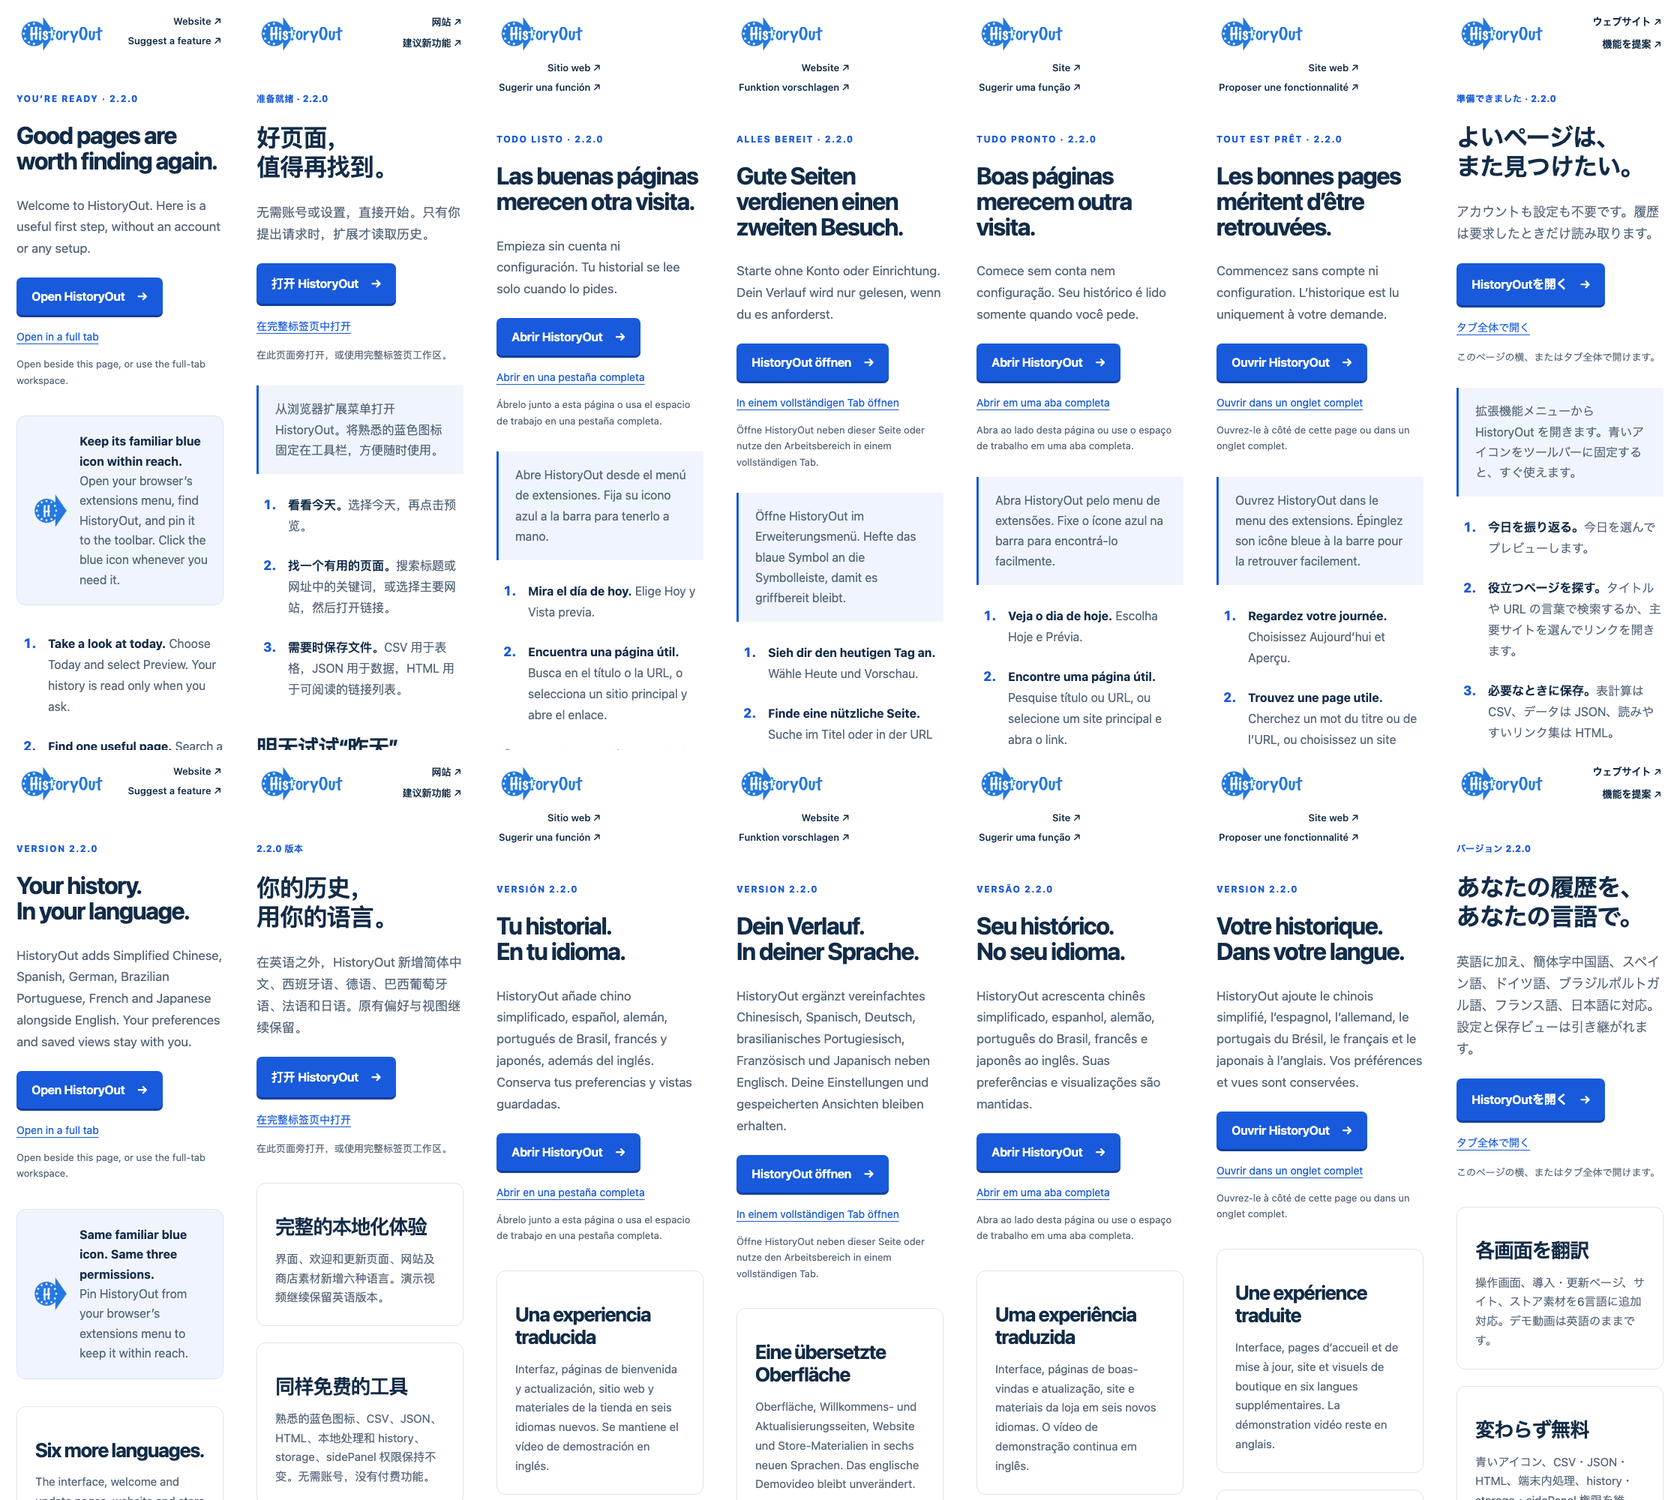 HistoryOut
Website ↗
Suggest a feature ↗
YOU'RE READY · 2.2.0
Good pages are
worth finding again.
Welcome to HistoryOut. Here is a
useful first step, without an account
or any setup.
Open HistoryOut →
Open in a full tab
Open beside this page, or use the full-tab
workspace.
Keep its familiar blue
icon within reach.
Open your browser's
extensions menu, find
HistoryOut, and pin it
to the toolbar. Click the
blue icon whenever you
need it.
1. Take a look at today. Choose
Today and select Preview. Your
history is read only when you
ask.
2. Find one useful page. Search a
HistoryOut
网站 ↗
建议新功能 ↗
准备就绪 · 2.2.0
好页面，
值得再找到。
无需账号或设置，直接开始。只有你
提出请求时，扩展才读取历史。
打开 HistoryOut →
在完整标签页中打开
在此页面旁打开，或使用完整标签页工作区。
从浏览器扩展菜单打开
HistoryOut。将熟悉的蓝色图标
固定在工具栏，方便随时使用。
1. 看看今天。选择今天，再点击预
览。
2. 找一个有用的页面。搜索标题或
网址中的关键词，或选择主要网
站，然后打开链接。
3. 需要时保存文件。CSV 用于表
格，JSON 用于数据，HTML 用
于可阅读的链接列表。
明天试试“昨天”
HistoryOut
Sitio web ↗
Sugerir una función ↗
TODO LISTO · 2.2.0
Las buenas páginas
merecen otra visita.
Empieza sin cuenta ni
configuración. Tu historial se lee
solo cuando lo pides.
Abrir HistoryOut →
Abrir en una pestaña completa
Ábrelo junto a esta página o usa el espacio
de trabajo en una pestaña completa.
Abre HistoryOut desde el menú
de extensiones. Fija su icono
azul a la barra para tenerlo a
mano.
1. Mira el día de hoy. Elige Hoy y
Vista previa.
2. Encuentra una página útil.
Busca en el título o la URL, o
selecciona un sitio principal y
abre el enlace.
HistoryOut
Website ↗
Funktion vorschlagen ↗
ALLES BEREIT · 2.2.0
Gute Seiten
verdienen einen
zweiten Besuch.
Starte ohne Konto oder Einrichtung.
Dein Verlauf wird nur gelesen, wenn
du es anforderst.
HistoryOut öffnen →
In einem vollständigen Tab öffnen
Öffne HistoryOut neben dieser Seite oder
nutze den Arbeitsbereich in einem
vollständigen Tab.
Öffne HistoryOut im
Erweiterungsmenü. Hefte das
blaue Symbol an die
Symbolleiste, damit es
griffbereit bleibt.
1. Sieh dir den heutigen Tag an.
Wähle Heute und Vorschau.
2. Finde eine nützliche Seite.
Suche im Titel oder in der URL
HistoryOut
Site ↗
Sugerir uma função ↗
TUDO PRONTO · 2.2.0
Boas páginas
merecem outra
visita.
Comece sem conta nem
configuração. Seu histórico é lido
somente quando você pede.
Abrir HistoryOut →
Abrir em uma aba completa
Abra ao lado desta página ou use o espaço
de trabalho em uma aba completa.
Abra HistoryOut pelo menu de
extensões. Fixe o ícone azul na
barra para encontrá-lo
facilmente.
1. Veja o dia de hoje. Escolha
Hoje e Prévia.
2. Encontre uma página útil.
Pesquise título ou URL, ou
selecione um site principal e
abra o link.
HistoryOut
Site web ↗
Proposer une fonctionnalité ↗
TOUT EST PRÊT · 2.2.0
Les bonnes pages
méritent d'être
retrouvées.
Commencez sans compte ni
configuration. L'historique est lu
uniquement à votre demande.
Ouvrir HistoryOut →
Ouvrir dans un onglet complet
Ouvrez-le à côté de cette page ou dans un
onglet complet.
Ouvrez HistoryOut dans le
menu des extensions. Épinglez
son icône bleue à la barre pour
la retrouver facilement.
1. Regardez votre journée.
Choisissez Aujourd'hui et
Aperçu.
2. Trouvez une page utile.
Cherchez un mot du titre ou de
l'URL, ou choisissez un site
HistoryOut
ウェブサイト ↗
機能を提案 ↗
準備できました · 2.2.0
よいページは、
また見つけたい。
アカウントも設定も不要です。履歴
は要求したときだけ読み取ります。
HistoryOutを開く →
タブ全体で開く
このページの横、またはタブ全体で開けます。
拡張機能メニューから
HistoryOut を開きます。青いア
イコンをツールバーに固定する
と、すぐ使えます。
1. 今日を振り返る。今日を選んで
プレビューします。
2. 役立つページを探す。タイトル
や URL の言葉で検索するか、主
要サイトを選んでリンクを開き
ます。
3. 必要なときに保存。表計算は
CSV、データは JSON、読みや
すいリンク集は HTML。
HistoryOut
Website ↗
Suggest a feature ↗
VERSION 2.2.0
Your history.
In your language.
HistoryOut adds Simplified Chinese,
Spanish, German, Brazilian
Portuguese, French and Japanese
alongside English. Your preferences
and saved views stay with you.
Open HistoryOut →
Open in a full tab
Open beside this page, or use the full-tab
workspace.
Same familiar blue
icon. Same three
permissions.
Pin HistoryOut from
your browser's
extensions menu to
keep it within reach.
Six more languages.
The interface, welcome and
HistoryOut
网站 ↗
建议新功能 ↗
2.2.0 版本
你的历史，
用你的语言。
在英语之外，HistoryOut 新增简体中
文、西班牙语、德语、巴西葡萄牙
语、法语和日语。原有偏好与视图继
续保留。
打开 HistoryOut →
在完整标签页中打开
在此页面旁打开，或使用完整标签页工作区。
完整的本地化体验
界面、欢迎和更新页面、网站及
商店素材新增六种语言。演示视
频继续保留英语版本。
同样免费的工具
熟悉的蓝色图标、CSV、JSON、
HTML、本地处理和 history、
storage、sidePanel 权限保持不
变。无需账号，没有付费功能。
HistoryOut
Sitio web ↗
Sugerir una función ↗
VERSIÓN 2.2.0
Tu historial.
En tu idioma.
HistoryOut añade chino
simplificado, español, alemán,
portugués de Brasil, francés y
japonés, además del inglés.
Conserva tus preferencias y vistas
guardadas.
Abrir HistoryOut →
Abrir en una pestaña completa
Ábrelo junto a esta página o usa el espacio
de trabajo en una pestaña completa.
Una experiencia
traducida
Interfaz, páginas de bienvenida
y actualización, sitio web y
materiales de la tienda en seis
idiomas nuevos. Se mantiene el
vídeo de demostración en
inglés.
HistoryOut
Website ↗
Funktion vorschlagen ↗
VERSION 2.2.0
Dein Verlauf.
In deiner Sprache.
HistoryOut ergänzt vereinfachtes
Chinesisch, Spanisch, Deutsch,
brasilianisches Portugiesisch,
Französisch und Japanisch neben
Englisch. Deine Einstellungen und
gespeicherten Ansichten bleiben
erhalten.
HistoryOut öffnen →
In einem vollständigen Tab öffnen
Öffne HistoryOut neben dieser Seite oder
nutze den Arbeitsbereich in einem
vollständigen Tab.
Eine übersetzte
Oberfläche
Oberfläche, Willkommens- und
Aktualisierungsseiten, Website
und Store-Materialien in sechs
neuen Sprachen. Das englische
Demovideo bleibt unverändert.
HistoryOut
Site ↗
Sugerir uma função ↗
VERSÃO 2.2.0
Seu histórico.
No seu idioma.
HistoryOut acrescenta chinês
simplificado, espanhol, alemão,
português do Brasil, francês e
japonês ao inglês. Suas
preferências e visualizações são
mantidas.
Abrir HistoryOut →
Abrir em uma aba completa
Abra ao lado desta página ou use o espaço
de trabalho em uma aba completa.
Uma experiência
traduzida
Interface, páginas de boas-
vindas e atualização, site e
materiais da loja em seis novos
idiomas. O vídeo de
demonstração continua em
inglês.
HistoryOut
Site web ↗
Proposer une fonctionnalité ↗
VERSION 2.2.0
Votre historique.
Dans votre langue.
HistoryOut ajoute le chinois
simplifié, l'espagnol, l'allemand, le
portugais du Brésil, le français et le
japonais à l'anglais. Vos préférences
et vues sont conservées.
Ouvrir HistoryOut →
Ouvrir dans un onglet complet
Ouvrez-le à côté de cette page ou dans un
onglet complet.
Une expérience
traduite
Interface, pages d'accueil et de
mise à jour, site et visuels de
boutique en six langues
supplémentaires. La
démonstration vidéo reste en
anglais.
HistoryOut
ウェブサイト ↗
機能を提案 ↗
バージョン 2.2.0
あなたの履歴を、
あなたの言語で。
英語に加え、簡体字中国語、スペイ
ン語、ドイツ語、ブラジルポルトガ
ル語、フランス語、日本語に対応。
設定と保存ビューは引き継がれま
す。
HistoryOutを開く →
タブ全体で開く
このページの横、またはタブ全体で開けます。
各画面を翻訳
操作画面、導入・更新ページ、サ
イト、ストア素材を6言語に追加
対応。デモ動画は英語のままで
す。
変わらず無料
青いアイコン、CSV・JSON・
HTML、端末内処理、history・